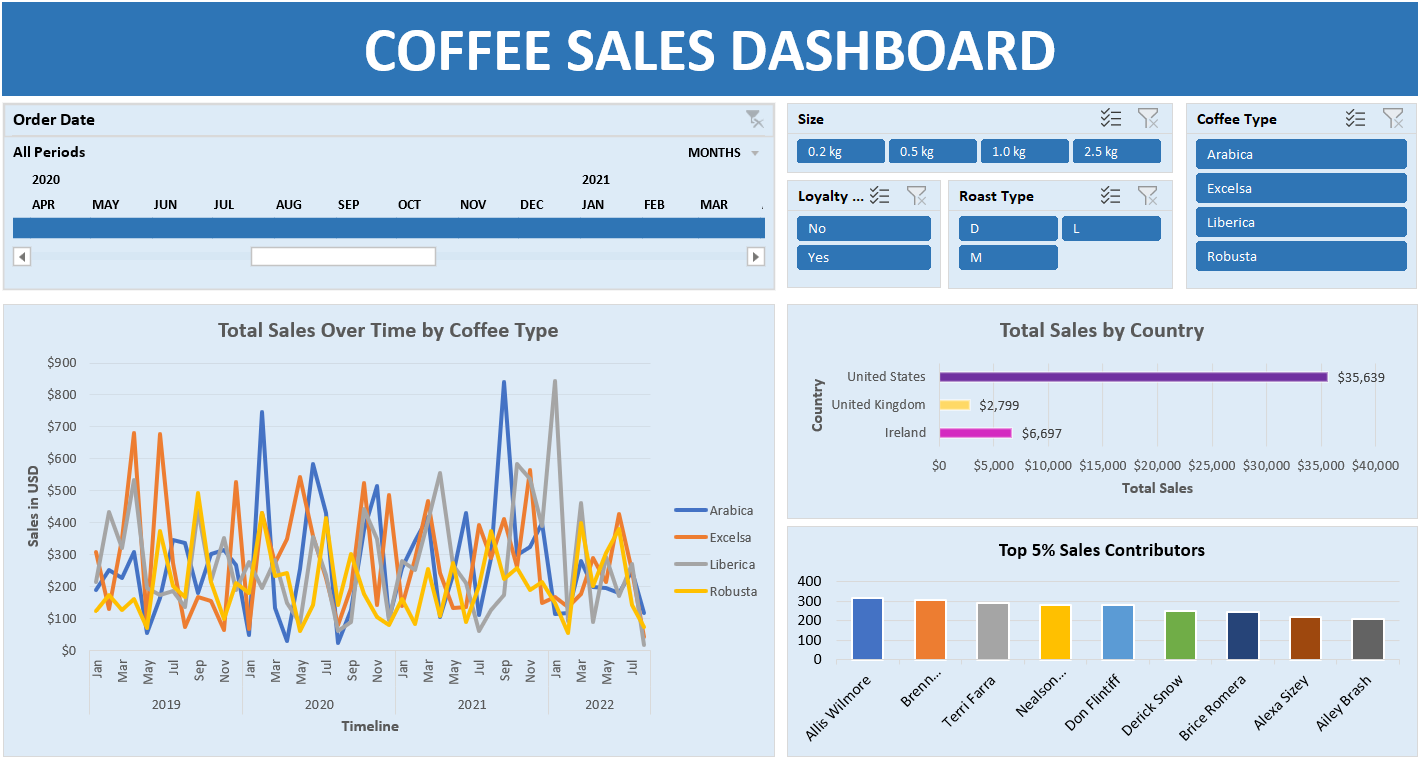 COFFEE SALES DASHBOARD
Order Date
All Periods
MONTHS
2020 2021
APR MAY JUN JUL AUG SEP OCT NOV DEC JAN FEB MAR
Size
0.2 kg 0.5 kg 1.0 kg 2.5 kg
Loyalty ...
No
Yes
Roast Type
D L
M
Coffee Type
Arabica
Excelsa
Liberica
Robusta
Total Sales Over Time by Coffee Type
Sales in USD
$900
$800
$700
$600
$500
$400
$300
$200
$100
$0
Jan Mar May Jul Sep Nov Jan Mar May Jul Sep Nov Jan Mar May Jul Sep Nov Jan Mar May Jul
2019 2020 2021 2022
Timeline
Arabica
Excelsa
Liberica
Robusta
Total Sales by Country
Country
United States $35,639
United Kingdom $2,799
Ireland $6,697
$0 $5,000 $10,000 $15,000 $20,000 $25,000 $30,000 $35,000 $40,000
Total Sales
Top 5% Sales Contributors
400
300
200
100
0
Allis Wilmore Brenn... Terri Farra Nealson... Don Flintiff Derick Snow Brice Romera Alexa Sizey Ailey Brash